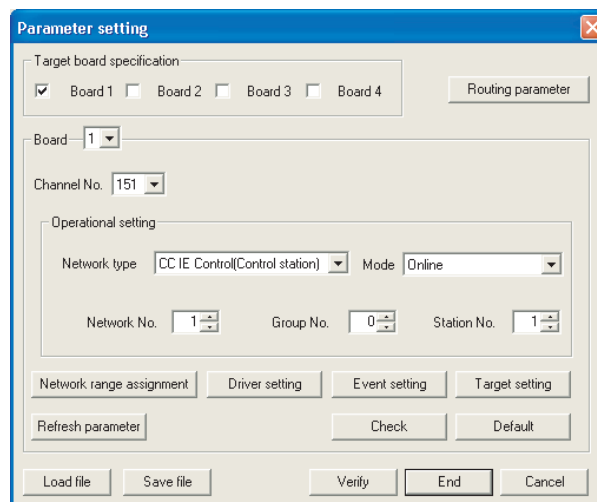 Parameter setting
Target board specification
Board 1 Board 2 Board 3 Board 4
Routing parameter
Board 1
Channel No. 151
Operational setting
Network type CC IE Control(Control station) Mode Online
Network No. 1 Group No. 0 Station No. 1
Network range assignment Driver setting Event setting Target setting
Refresh parameter Check Default
Load file Save file Verify End Cancel